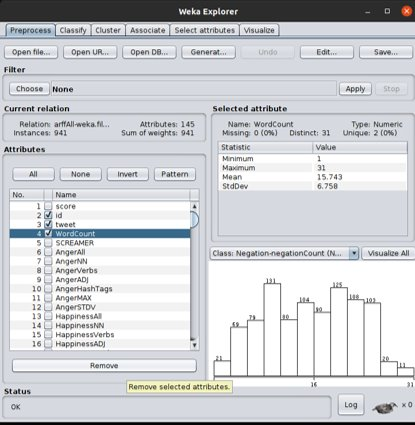 Weka Explorer
Preprocess Classify Cluster Associate Select attributes Visualize
Open file... Open UR... Open DB... Generat... Undo Edit... Save...
Filter
Choose None Apply Stop
Current relation
Relation: arffAll-weka.fil... Attributes: 145
Instances: 941 Sum of weights: 941
Attributes
All None Invert Pattern
No. Name
1 score
2 id
3 tweet
4 WordCount
5 SCREAMER
6 AngerAll
7 AngerNN
8 AngerVerbs
9 AngerADJ
10 AngerHashTags
11 AngerMAX
12 AngerSTDV
13 HappinessAll
14 HappinessNN
15 HappinessVerbs
16 HappinessADJ
Remove
Remove selected attributes.
Selected attribute
Name: WordCount Type: Numeric
Missing: 0 (0%) Distinct: 31 Unique: 2 (0%)
Statistic Value
Minimum 1
Maximum 31
Mean 15.743
StdDev 6.758
Class: Negation-negationCount (N... Visualize All
21 69 79 131 80 104 90 125 108 103 20 11
1 16 31
Status
OK
Log x 0